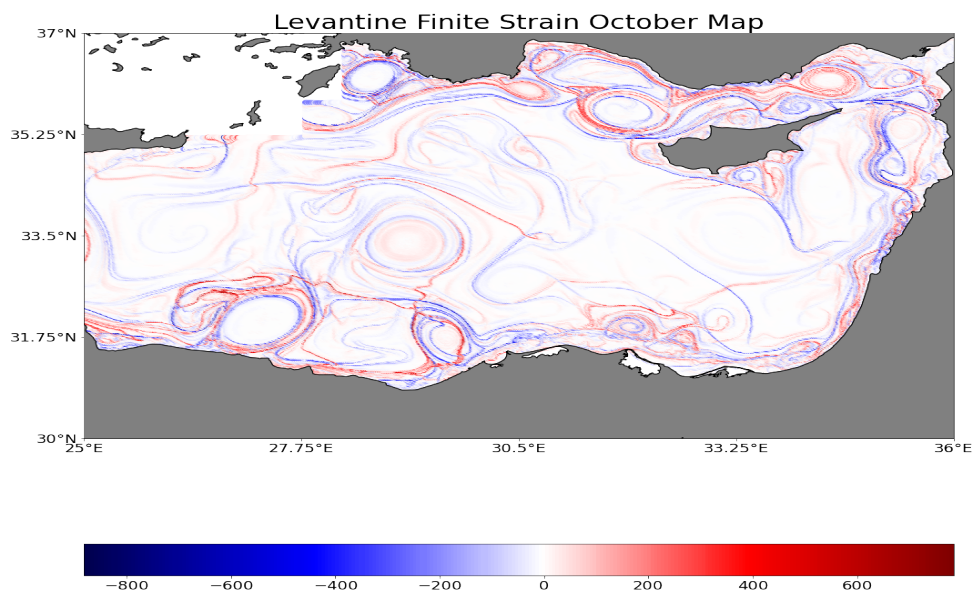 Levantine Finite Strain October Map
37°N
35.25°N
33.5°N
31.75°N
30°N
25°E 27.75°E 30.5°E 33.25°E 36°E
−800 −600 −400 −200 0 200 400 600